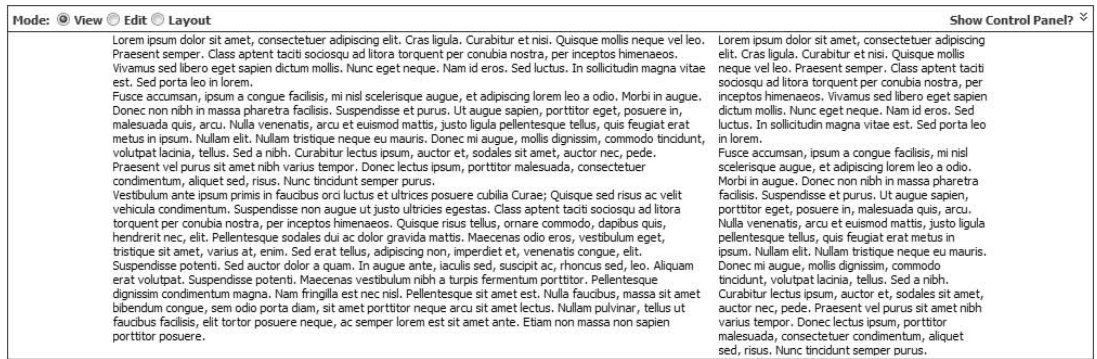 Mode: View Edit Layout
Show Control Panel?
Lorem ipsum dolor sit amet, consectetuer adipiscing elit. Cras ligula. Curabitur et nisi. Quisque mollis neque vel leo.
Praesent semper. Class aptent taciti sociosqu ad litora torquent per conubia nostra, per inceptos himenaeos.
Vivamus sed libero eget sapien dictum mollis. Nunc eget neque. Nam id eros. Sed luctus. In sollicitudin magna vitae
est. Sed porta leo in lorem.
Fusce accumsan, ipsum a congue facilisis, mi nisl scelerisque augue, et adipiscing lorem leo a odio. Morbi in augue.
Donec non nibh in massa pharetra facilisis. Suspendisse et purus. Ut augue sapien, porttitor eget, posuere in,
malesuada quis, arcu. Nulla venenatis, arcu et euismod mattis, justo ligula pellentesque tellus, quis feugiat erat
metus in ipsum. Nullam elit. Nullam tristique neque eu mauris. Donec mi augue, mollis dignissim, commodo tincidunt,
volutpat lacinia, tellus. Sed a nibh. Curabitur lectus ipsum, auctor et, sodales sit amet, auctor nec, pede.
Praesent vel purus sit amet nibh varius tempor. Donec lectus ipsum, porttitor malesuada, consectetuer
condimentum, aliquet sed, risus. Nunc tincidunt semper purus.
Vestibulum ante ipsum primis in faucibus orci luctus et ultrices posuere cubilia Curae; Quisque sed risus ac velit
vehicula condimentum. Suspendisse non augue ut justo ultricies egestas. Class aptent taciti sociosqu ad litora
torquent per conubia nostra, per inceptos himenaeos. Quisque risus tellus, ornare commodo, dapibus quis,
hendrerit nec, elit. Pellentesque sodales dui ac dolor gravida mattis. Maecenas odio eros, vestibulum eget,
tristique sit amet, varius at, enim. Sed erat tellus, adipiscing non, imperdiet et, venenatis congue, elit.
Suspendisse potenti. Sed auctor dolor a quam. In augue ante, iaculis sed, suscipit ac, rhoncus sed, leo. Aliquam
erat volutpat. Suspendisse potenti. Maecenas vestibulum nibh a turpis fermentum porttitor. Pellentesque
dignissim condimentum magna. Nam fringilla est nec nisl. Pellentesque sit amet est. Nulla faucibus, massa sit amet
bibendum congue, sem odio porta diam, sit amet porttitor neque arcu sit amet lectus. Nullam pulvinar, tellus ut
faucibus facilisis, elit tortor posuere neque, ac semper lorem est sit amet ante. Etiam non massa non sapien
porttitor posuere.
Lorem ipsum dolor sit amet, consectetuer adipiscing
elit. Cras ligula. Curabitur et nisi. Quisque mollis
neque vel leo. Praesent semper. Class aptent taciti
sociosqu ad litora torquent per conubia nostra, per
inceptos himenaeos. Vivamus sed libero eget sapien
dictum mollis. Nunc eget neque. Nam id eros. Sed
luctus. In sollicitudin magna vitae est. Sed porta leo
in lorem.
Fusce accumsan, ipsum a congue facilisis, mi nisl
scelerisque augue, et adipiscing lorem leo a odio.
Morbi in augue. Donec non nibh in massa pharetra
facilisis. Suspendisse et purus. Ut augue sapien,
porttitor eget, posuere in, malesuada quis, arcu.
Nulla venenatis, arcu et euismod mattis, justo ligula
pellentesque tellus, quis feugiat erat metus in
ipsum. Nullam elit. Nullam tristique neque eu mauris.
Donec mi augue, mollis dignissim, commodo
tincidunt, volutpat lacinia, tellus. Sed a nibh.
Curabitur lectus ipsum, auctor et, sodales sit amet,
auctor nec, pede. Praesent vel purus sit amet nibh
varius tempor. Donec lectus ipsum, porttitor
malesuada, consectetuer condimentum, aliquet
sed, risus. Nunc tincidunt semper purus.